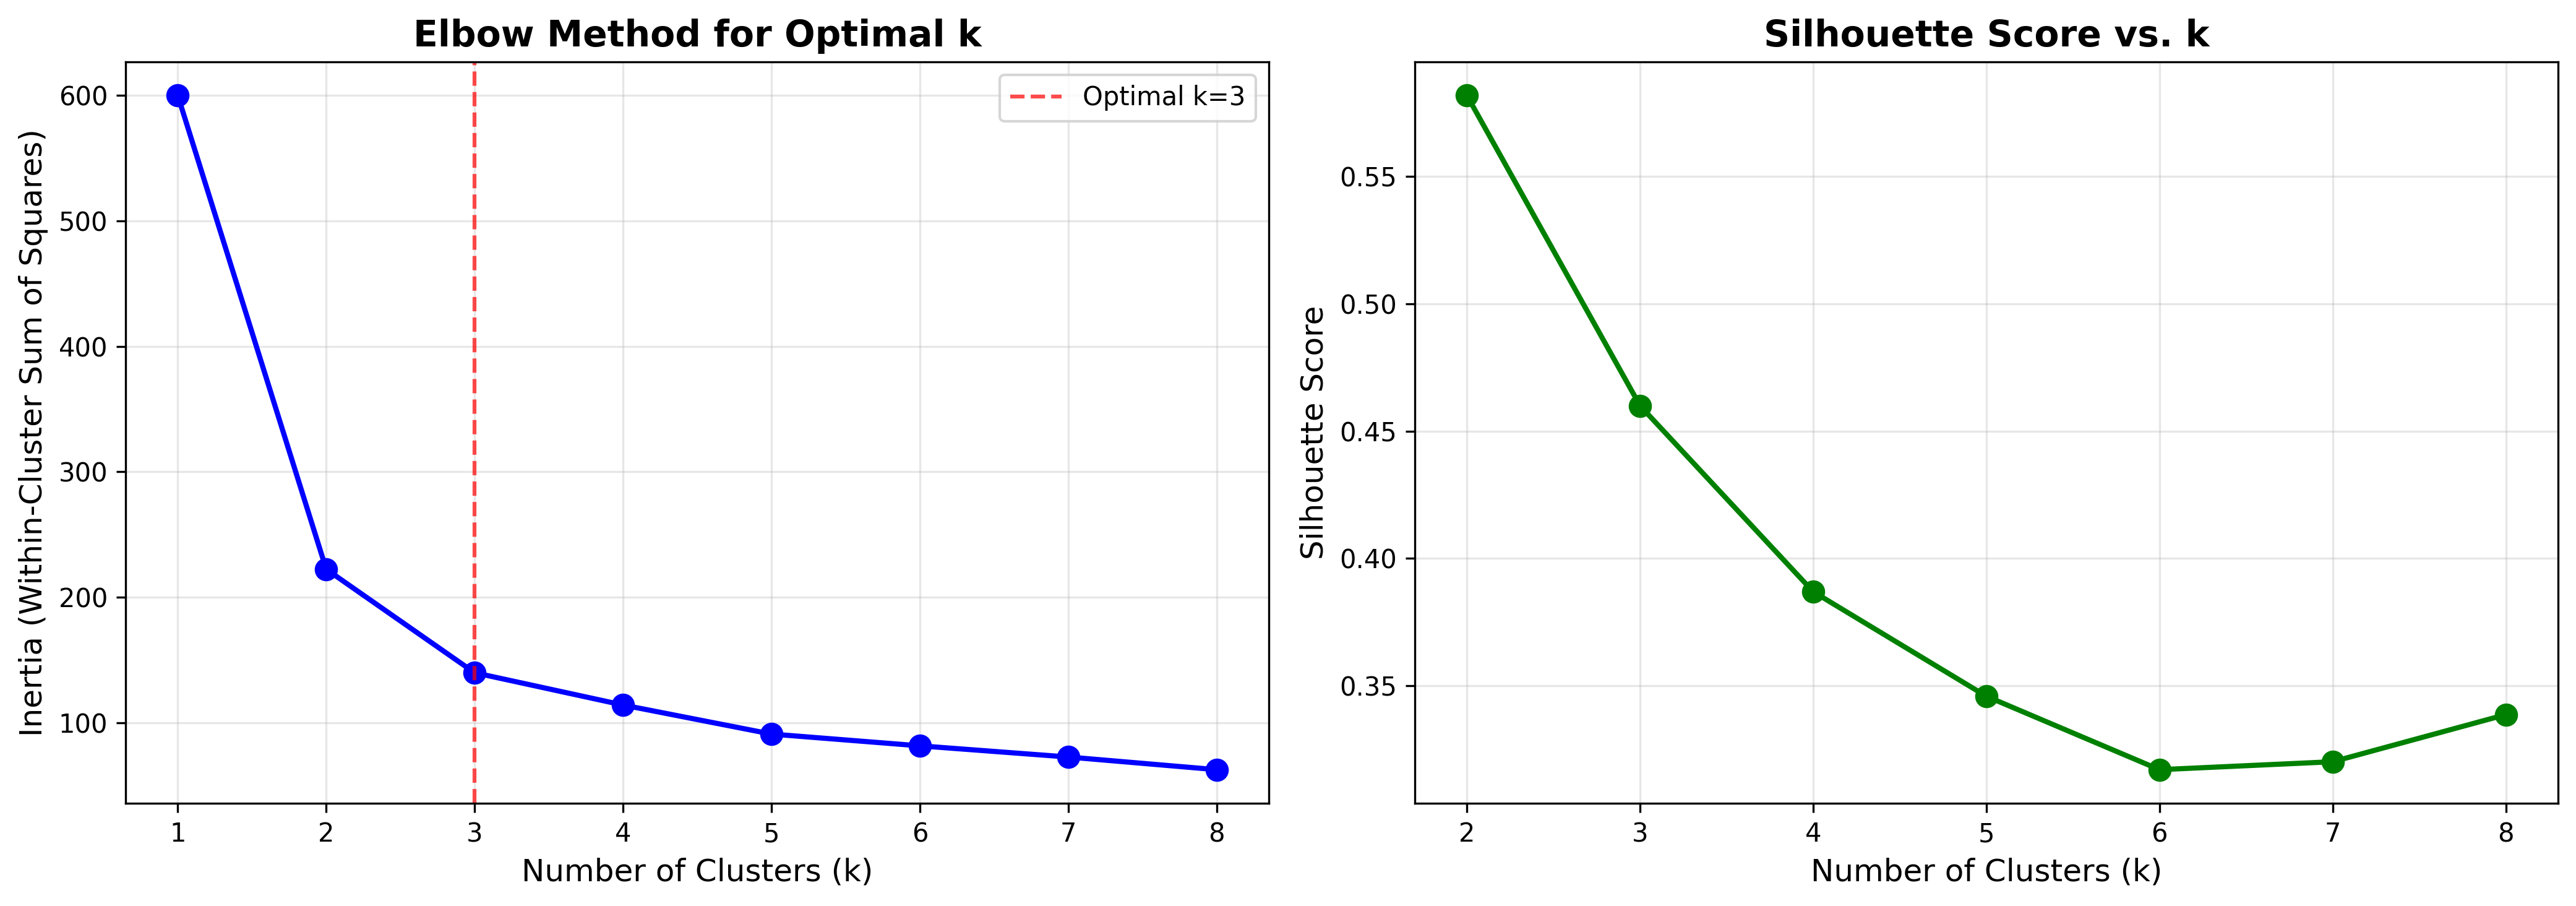 Elbow Method for Optimal k
Inertia (Within-Cluster Sum of Squares)
600
500
400
300
200
100
Optimal k=3
1 2 3 4 5 6 7 8
Number of Clusters (k)
Silhouette Score vs. k
Silhouette Score
0.55
0.50
0.45
0.40
0.35
2 3 4 5 6 7 8
Number of Clusters (k)